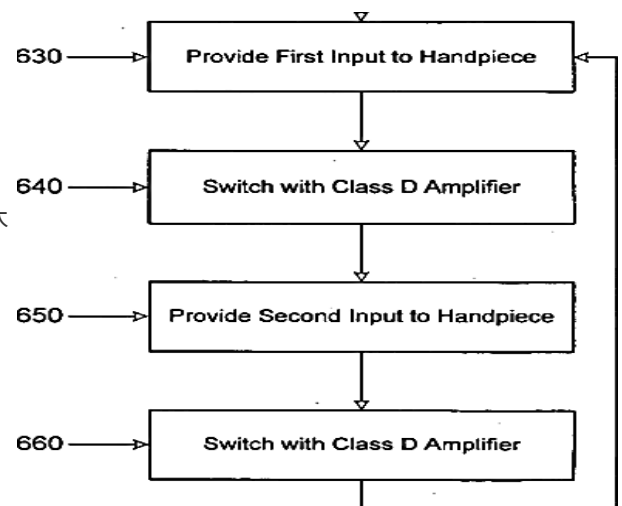 630 Provide First Input to Handpiece
640 Switch with Class D Amplifier
650 Provide Second Input to Handpiece
660 Switch with Class D Amplifier